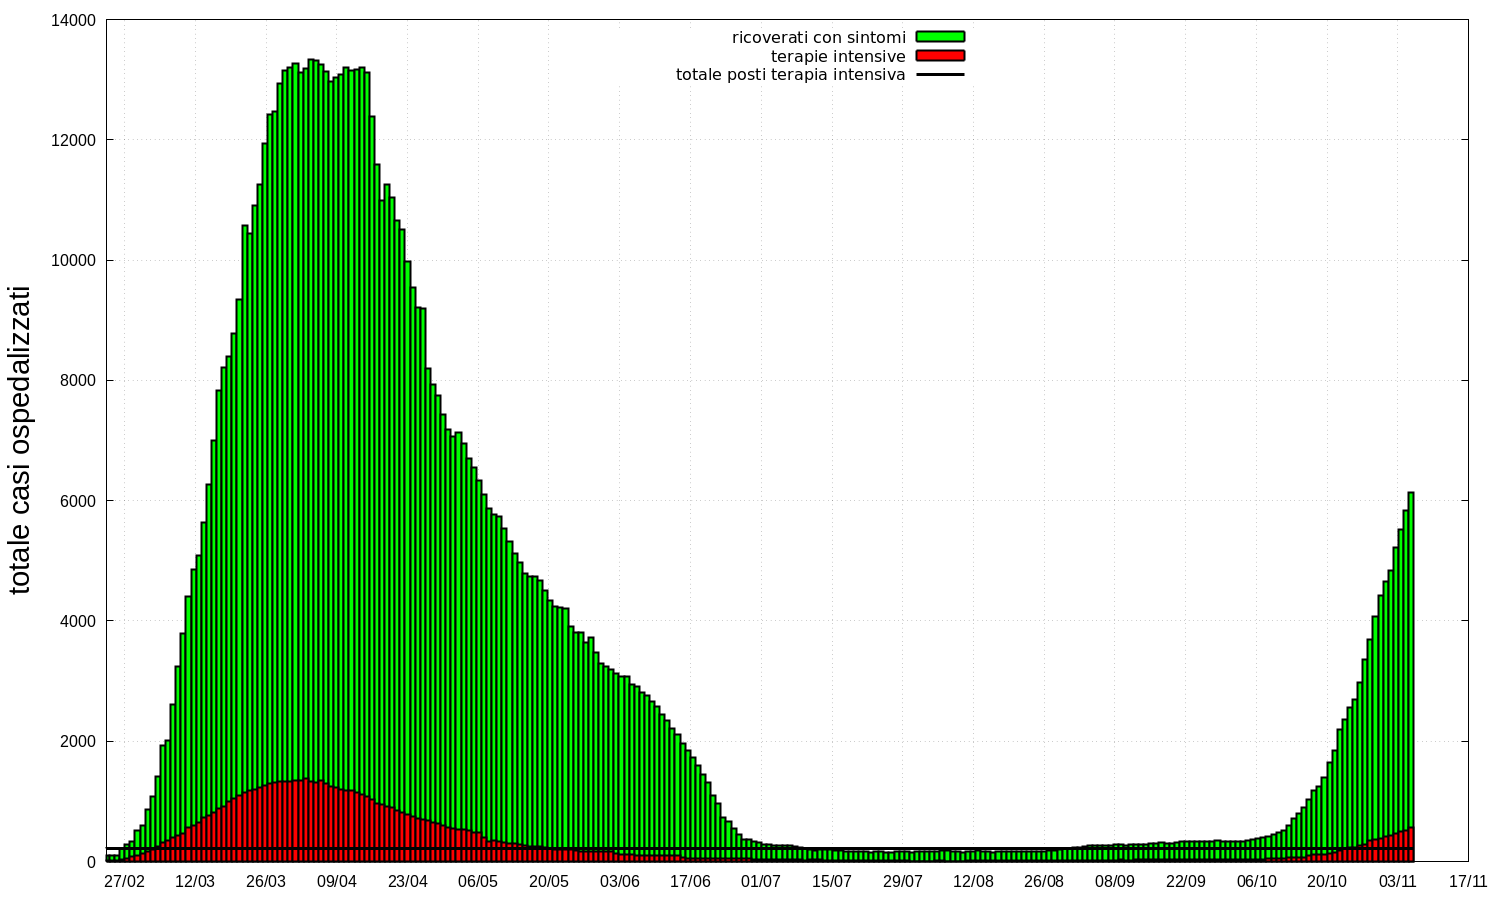 ricoverati con sintomi
terapie intensive
totale posti terapia intensiva
totale casi ospedalizzati
14000
12000
10000
8000
6000
4000
2000
0
27/02 12/03 26/03 09/04 23/04 06/05 20/05 03/06 17/06 01/07 15/07 29/07 12/08 26/08 08/09 22/09 06/10 20/10 03/11 17/11